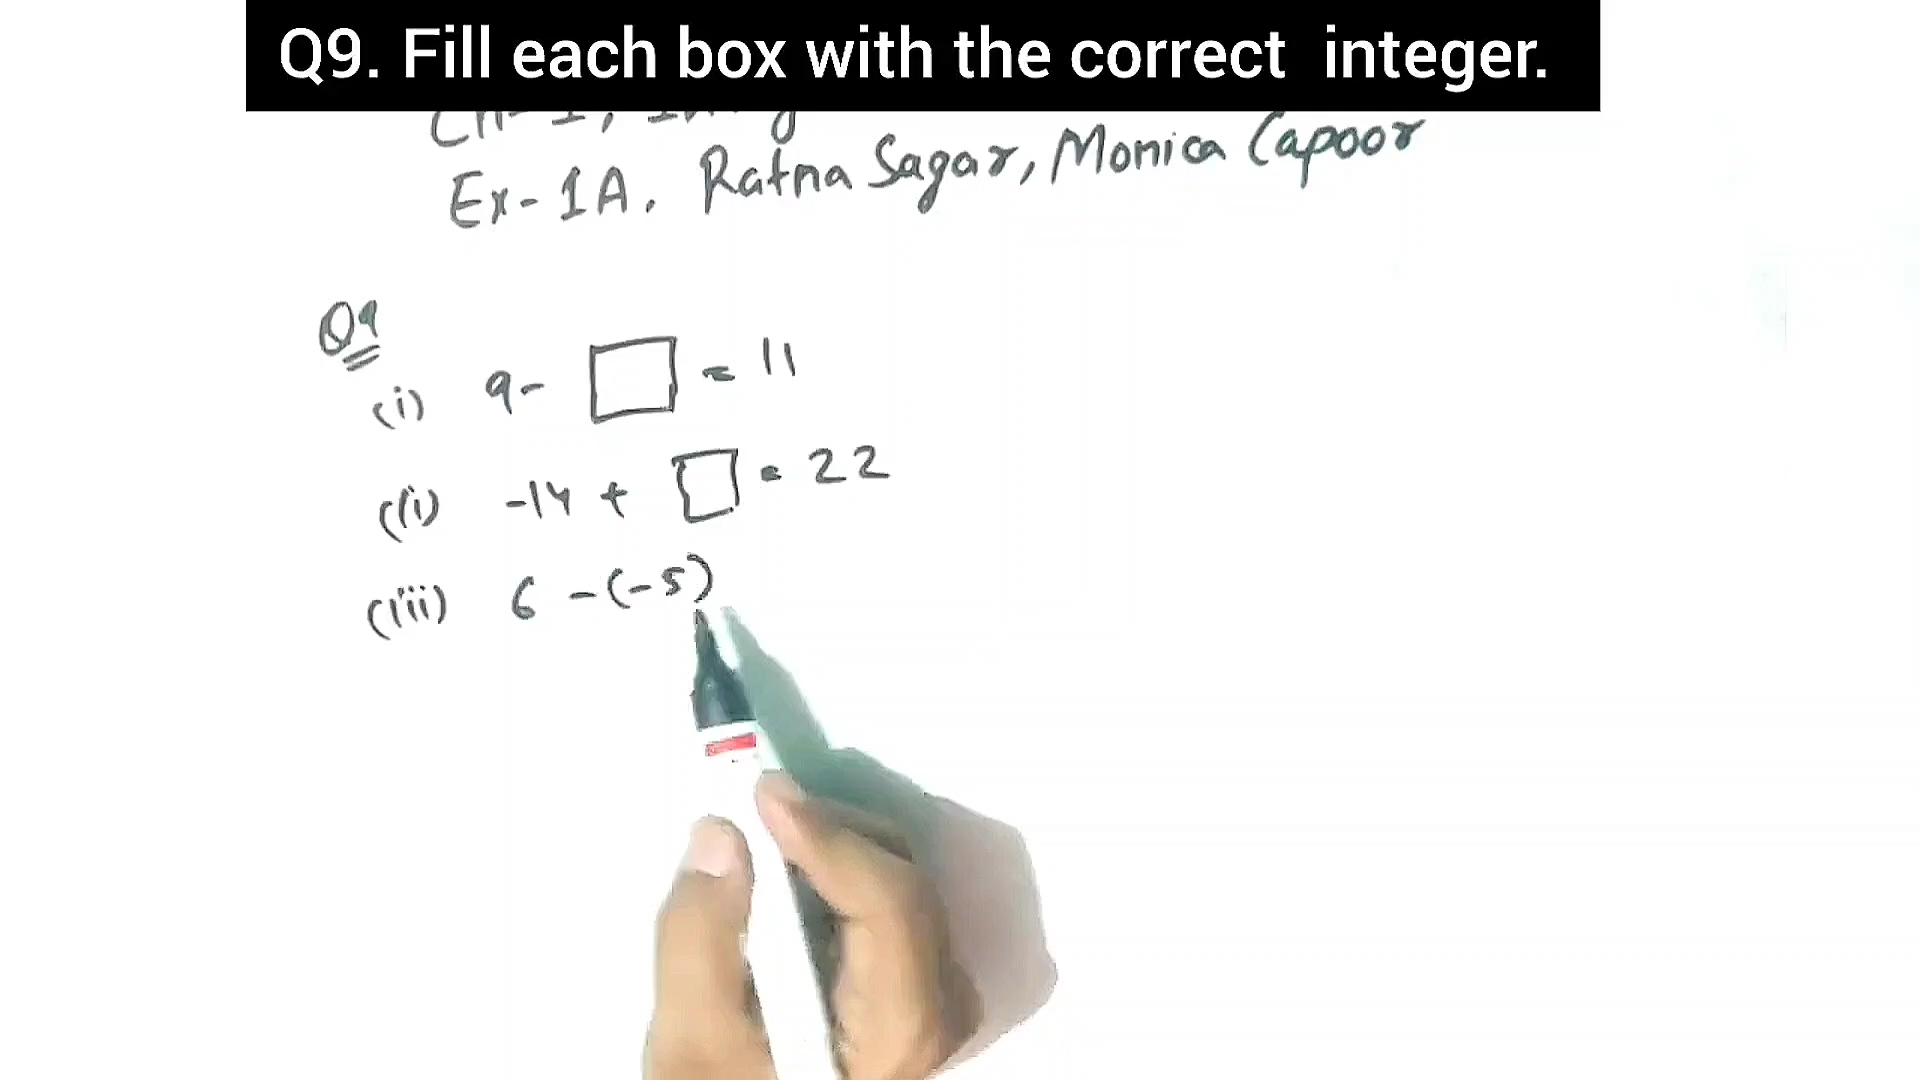 Q9. Fill each box with the correct integer.
Ex-1A. Ratna Sagar, Monica Capoor
Q9
(i) 9 - □ = 11
(ii) -14 + □ = 22
(iii) 6 - (-5)